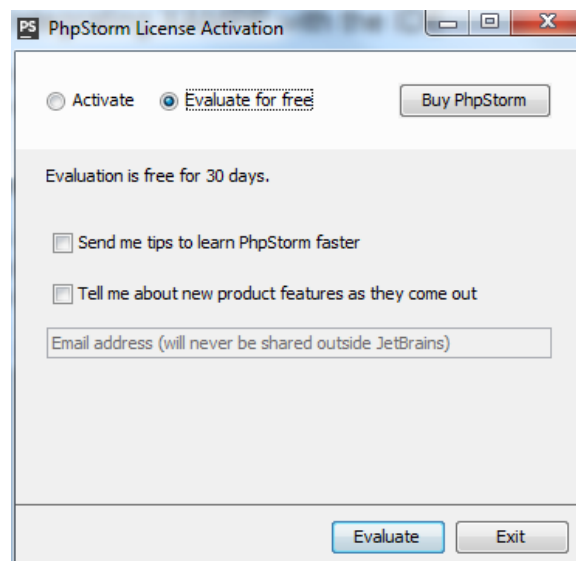 PS PhpStorm License Activation
Activate Evaluate for free Buy PhpStorm
Evaluation is free for 30 days.
Send me tips to learn PhpStorm faster
Tell me about new product features as they come out
Email address (will never be shared outside JetBrains)
Evaluate Exit